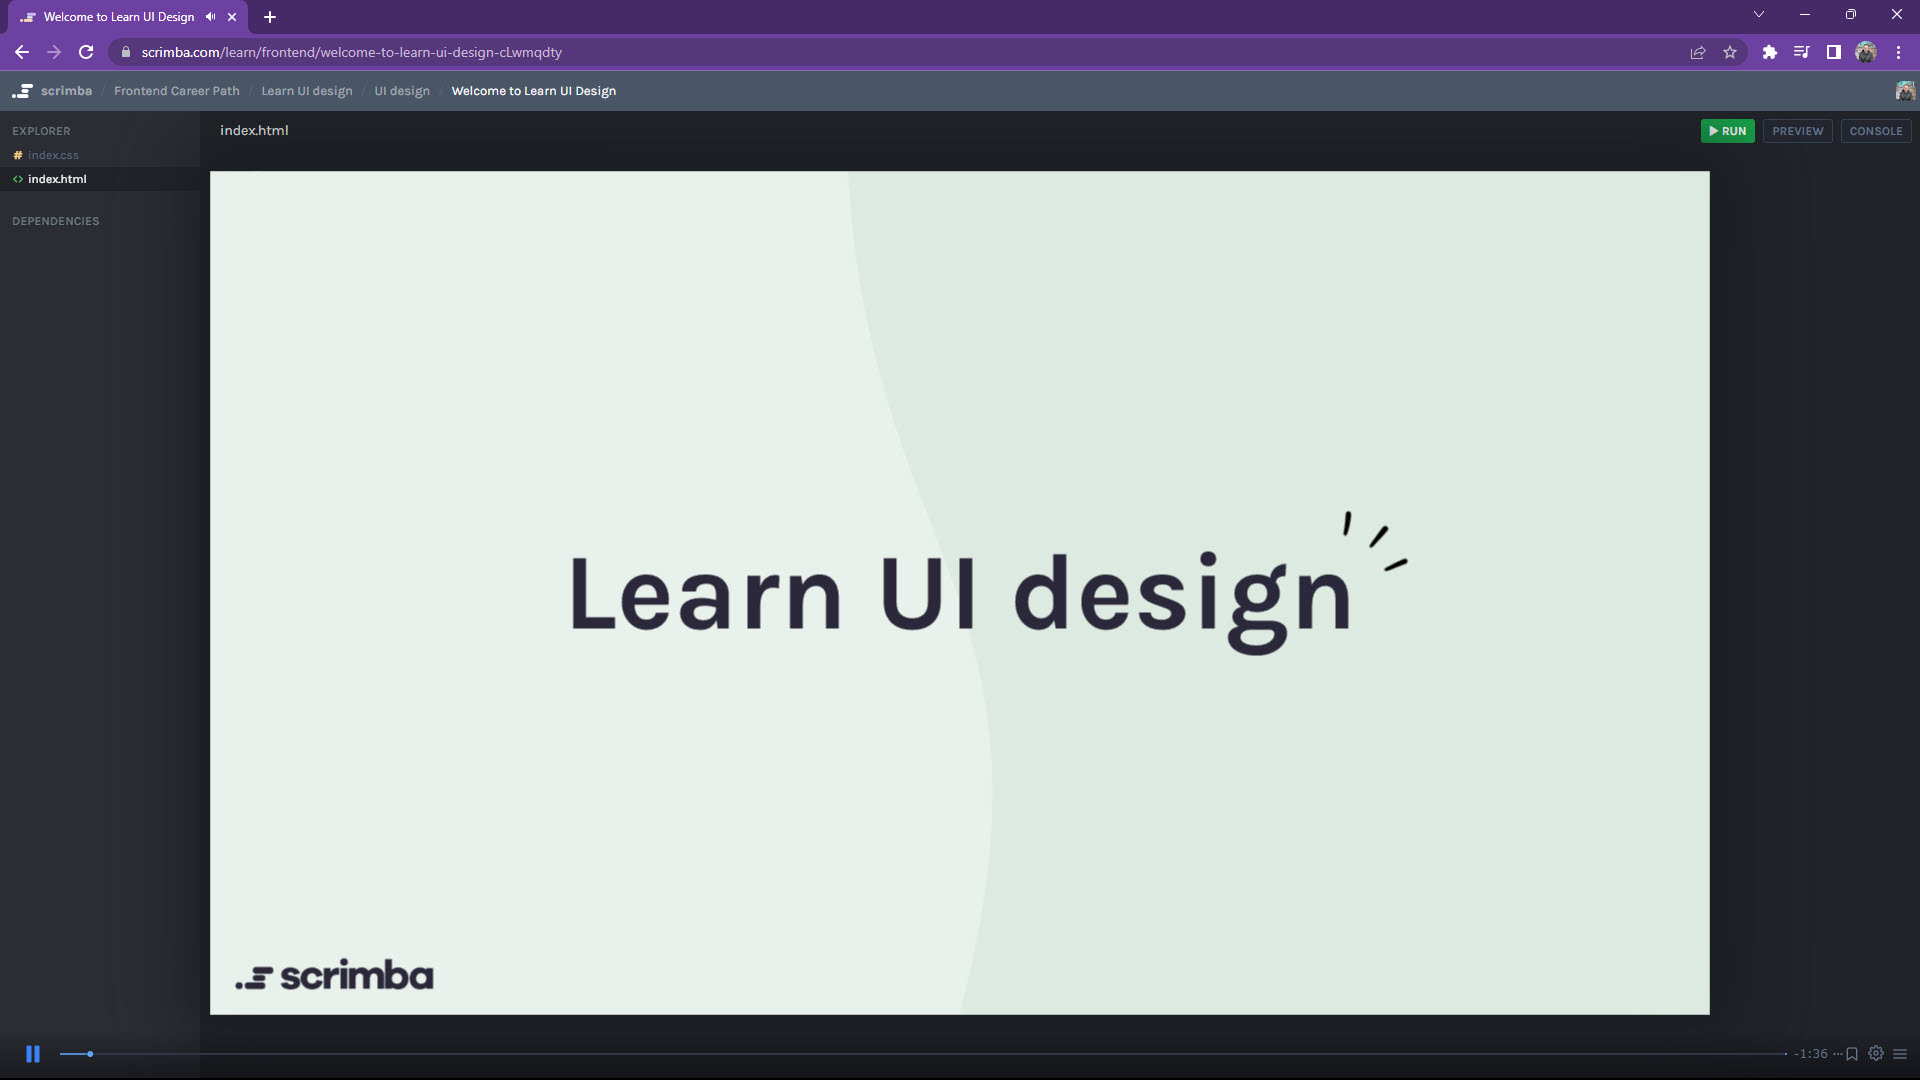 Welcome to Learn UI Design
scrimba.com/learn/frontend/welcome-to-learn-ui-design-cLwmqdty
scrimba / Frontend Career Path / Learn UI design / UI design / Welcome to Learn UI Design
EXPLORER
# index.css
<> index.html
DEPENDENCIES
index.html
RUN PREVIEW CONSOLE
Learn UI design
scrimba
-1:36